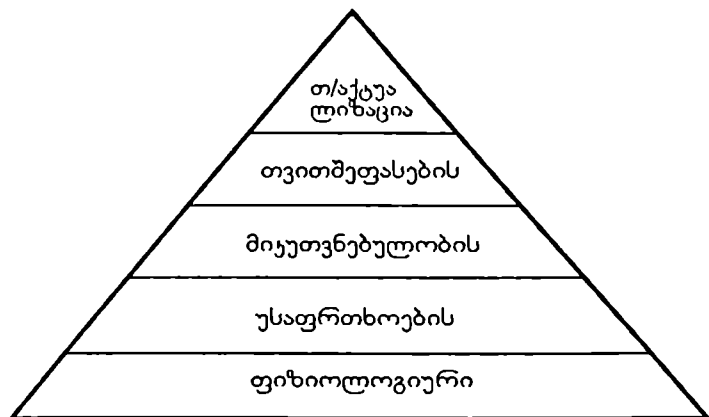 თ/აქტუა
ლიზაცია
თვითშეფასების
მიკუთვნებულობის
უსაფრთხოების
ფიზიოლოგიური